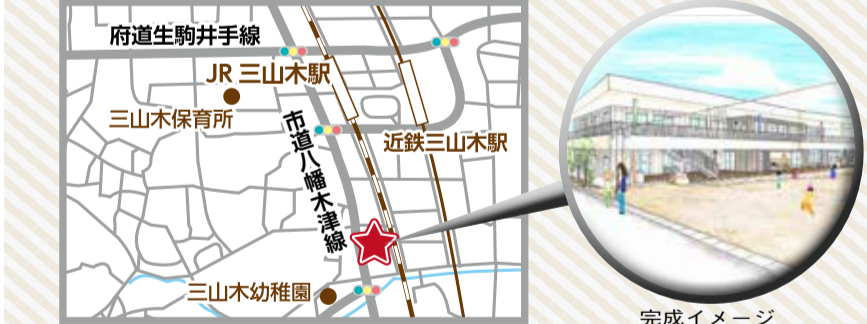 府道生駒井手線
JR 三山木駅
三山木保育所
市道八幡木津線
近鉄三山木駅
三山木幼稚園
完成イメージ